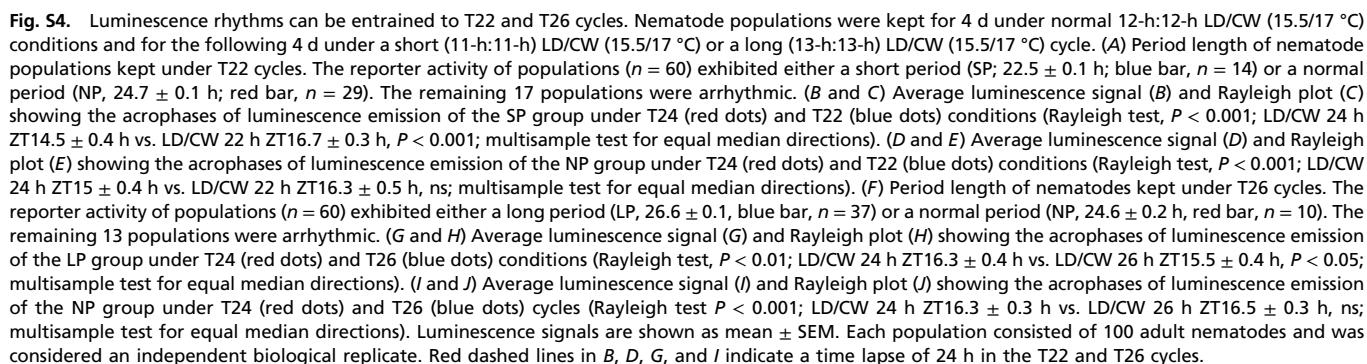 Fig. S4. Luminescence rhythms can be entrained to T22 and T26 cycles. Nematode populations were kept for 4 d under normal 12-h:12-h LD/CW (15.5/17 °C)
conditions and for the following 4 d under a short (11-h:11-h) LD/CW (15.5/17 °C) or a long (13-h:13-h) LD/CW (15.5/17 °C) cycle. (A) Period length of nematode
populations kept under T22 cycles. The reporter activity of populations (n = 60) exhibited either a short period (SP; 22.5 ± 0.1 h; blue bar, n = 14) or a normal
period (NP, 24.7 ± 0.1 h; red bar, n = 29). The remaining 17 populations were arrhythmic. (B and C) Average luminescence signal (B) and Rayleigh plot (C)
showing the acrophases of luminescence emission of the SP group under T24 (red dots) and T22 (blue dots) conditions (Rayleigh test, P < 0.001; LD/CW 24 h
ZT14.5 ± 0.4 h vs. LD/CW 22 h ZT16.7 ± 0.3 h, P < 0.001; multisample test for equal median directions). (D and E) Average luminescence signal (D) and Rayleigh
plot (E) showing the acrophases of luminescence emission of the NP group under T24 (red dots) and T22 (blue dots) conditions (Rayleigh test, P < 0.001; LD/CW
24 h ZT15 ± 0.4 h vs. LD/CW 22 h ZT16.3 ± 0.5 h, ns; multisample test for equal median directions). (F) Period length of nematodes kept under T26 cycles. The
reporter activity of populations (n = 60) exhibited either a long period (LP, 26.6 ± 0.1, blue bar, n = 37) or a normal period (NP, 24.6 ± 0.2 h, red bar, n = 10). The
remaining 13 populations were arrhythmic. (G and H) Average luminescence signal (G) and Rayleigh plot (H) showing the acrophases of luminescence emission
of the LP group under T24 (red dots) and T26 (blue dots) conditions (Rayleigh test, P < 0.01; LD/CW 24 h ZT16.3 ± 0.4 h vs. LD/CW 26 h ZT15.5 ± 0.4 h, P < 0.05;
multisample test for equal median directions). (I and J) Average luminescence signal (I) and Rayleigh plot (J) showing the acrophases of luminescence emission
of the NP group under T24 (red dots) and T26 (blue dots) cycles (Rayleigh test P < 0.001; LD/CW 24 h ZT16.3 ± 0.3 h vs. LD/CW 26 h ZT16.5 ± 0.3 h, ns;
multisample test for equal median directions). Luminescence signals are shown as mean ± SEM. Each population consisted of 100 adult nematodes and was
considered an independent biological replicate. Red dashed lines in B, D, G, and I indicate a time lapse of 24 h in the T22 and T26 cycles.